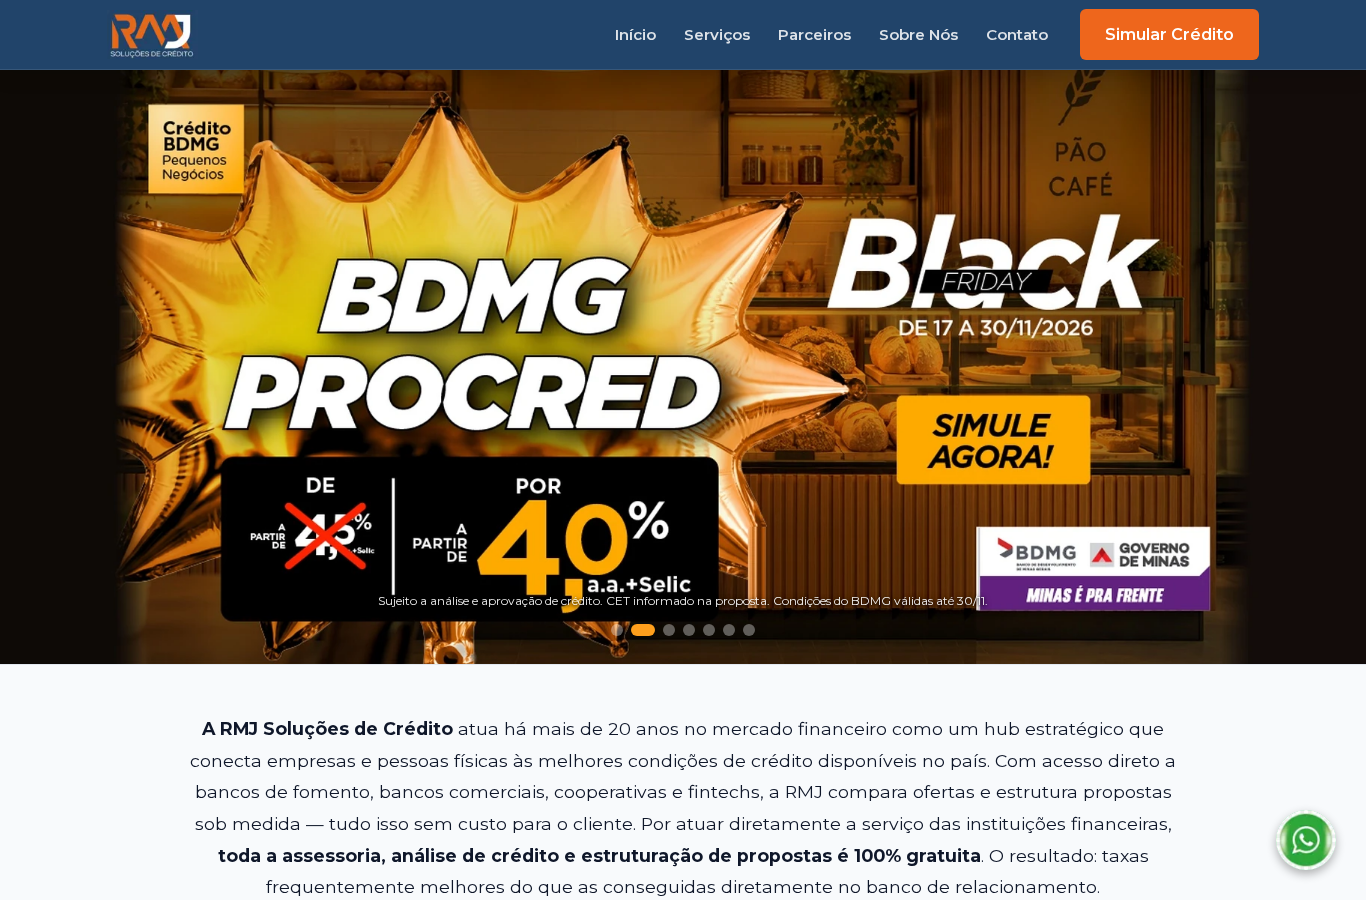 RMJ
SOLUÇÕES DE CRÉDITO
Início
Serviços
Parceiros
Sobre Nós
Contato
Simular Crédito
Crédito
BDMG
Pequenos
Negócios
PÃO
CAFÉ
BDMG
PROCRED
Black
FRIDAY
DE 17 A 30/11/2026
SIMULE
AGORA!
DE
A PARTIR DE
4,5%
+Selic
POR
A PARTIR DE
4,0%
a.a.+Selic
BDMG
BANCO DE DESENVOLVIMENTO
DE MINAS GERAIS
GOVERNO
DE MINAS
MINAS É PRA FRENTE
Sujeito a análise e aprovação de crédito. CET informado na proposta. Condições do BDMG válidas até 30/11.
A RMJ Soluções de Crédito atua há mais de 20 anos no mercado financeiro como um hub estratégico que
conecta empresas e pessoas físicas às melhores condições de crédito disponíveis no país. Com acesso direto a
bancos de fomento, bancos comerciais, cooperativas e fintechs, a RMJ compara ofertas e estrutura propostas
sob medida — tudo isso sem custo para o cliente. Por atuar diretamente a serviço das instituições financeiras,
toda a assessoria, análise de crédito e estruturação de propostas é 100% gratuita. O resultado: taxas
frequentemente melhores do que as conseguidas diretamente no banco de relacionamento.